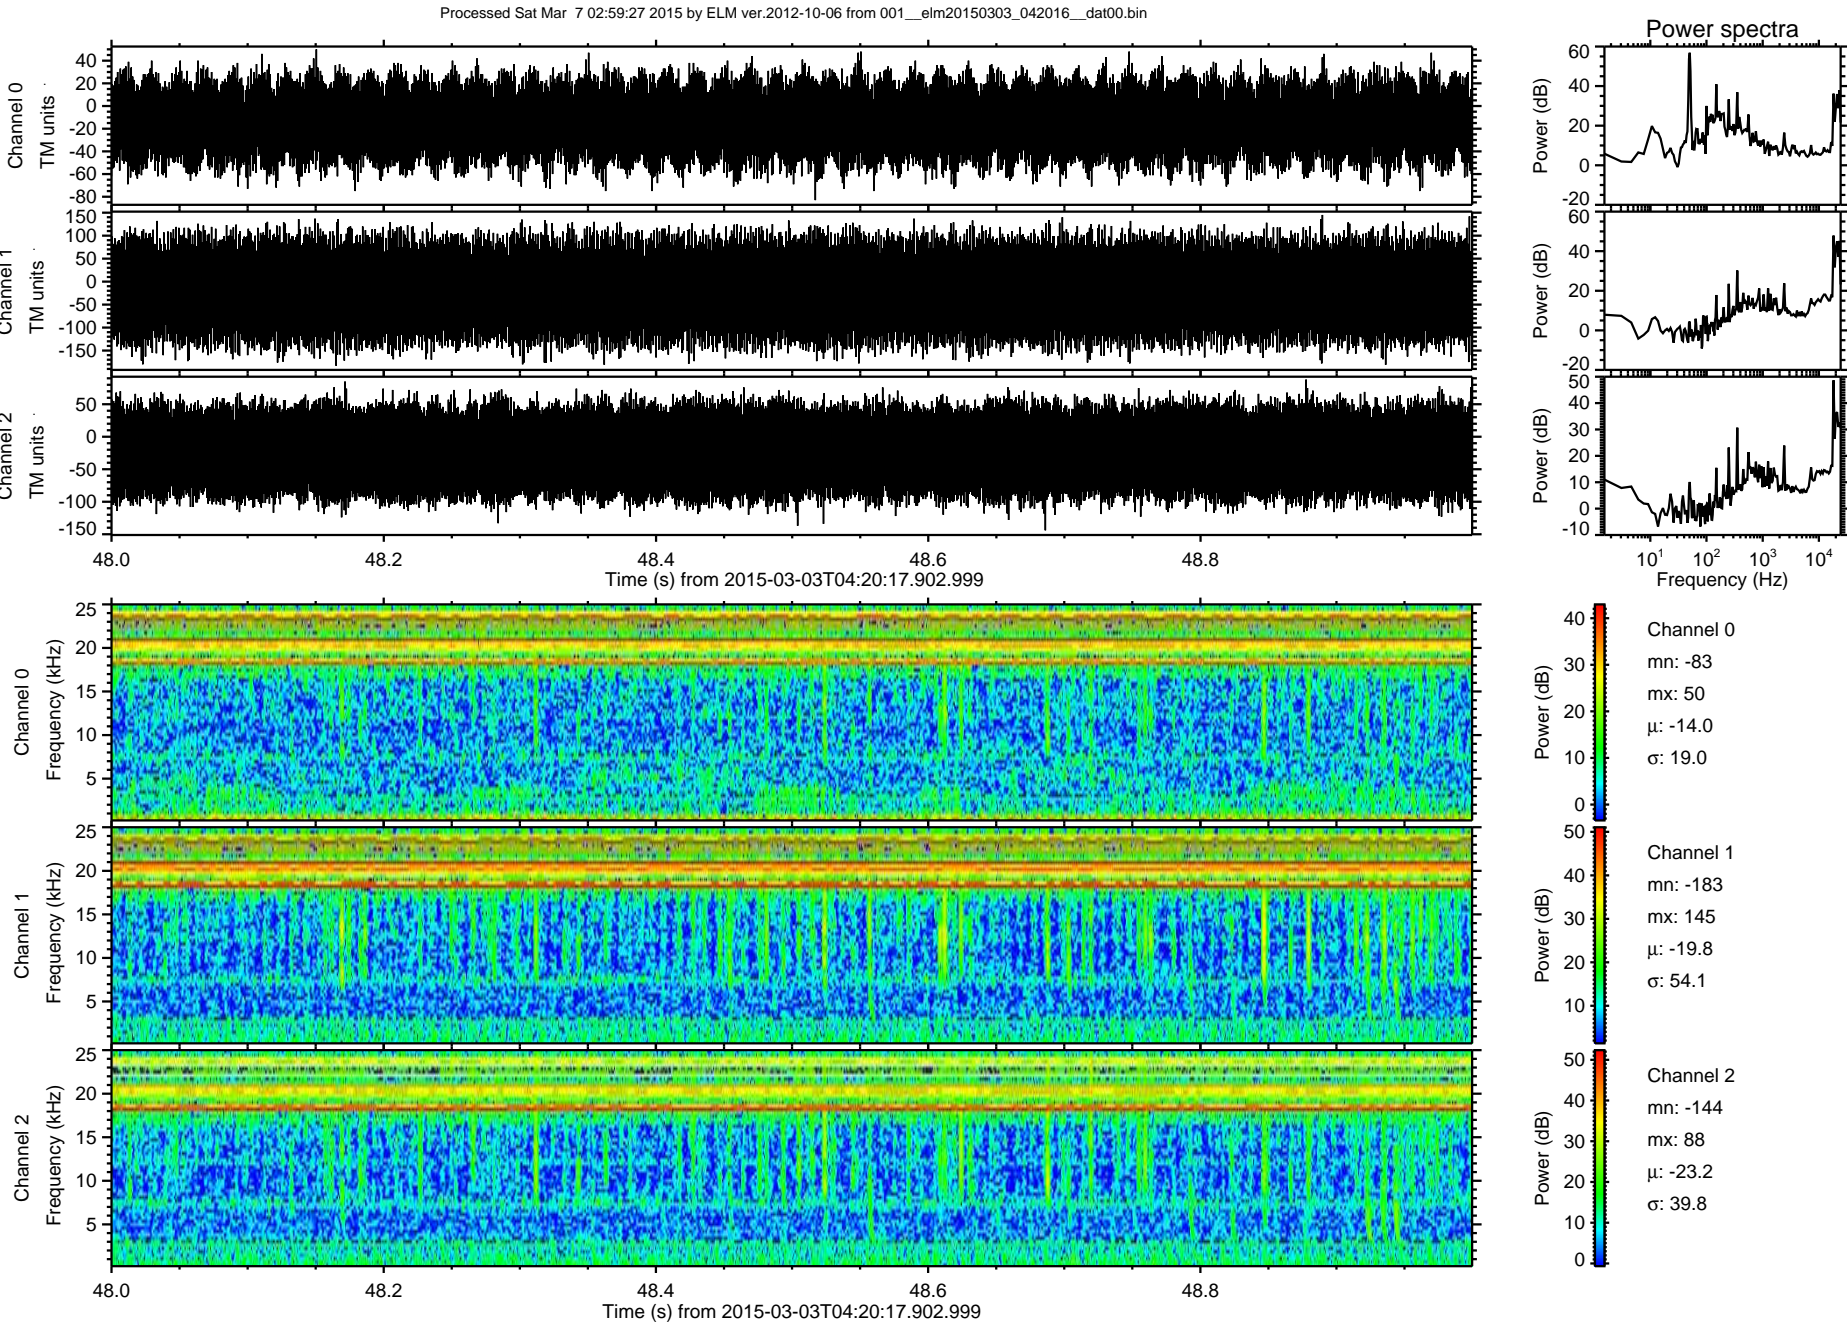 Processed Sat Mar 7 02:59:27 2015 by ELM ver.2012-10-06 from 001__elm20150303_042016__dat00.bin
Power spectra
Channel 0
TM units
40
20
0
-20
-40
-60
-80
Power (dB)
60
40
20
0
-20
Channel 1
TM units
150
100
50
0
-50
-100
-150
Power (dB)
60
40
20
0
-20
Channel 2
TM units
50
0
-50
-100
-150
Power (dB)
50
40
30
20
10
0
-10
48.0 48.2 48.4 48.6 48.8
Time (s) from 2015-03-03T04:20:17.902.999
10^1 10^2 10^3 10^4
Frequency (Hz)
Channel 0
Frequency (kHz)
25
20
15
10
5
Power (dB)
40
30
20
10
0
Channel 0
mn: -83
mx: 50
µ: -14.0
σ: 19.0
Channel 1
Frequency (kHz)
25
20
15
10
5
Power (dB)
50
40
30
20
10
Channel 1
mn: -183
mx: 145
µ: -19.8
σ: 54.1
Channel 2
Frequency (kHz)
25
20
15
10
5
Power (dB)
50
40
30
20
10
0
Channel 2
mn: -144
mx: 88
µ: -23.2
σ: 39.8
48.0 48.2 48.4 48.6 48.8
Time (s) from 2015-03-03T04:20:17.902.999